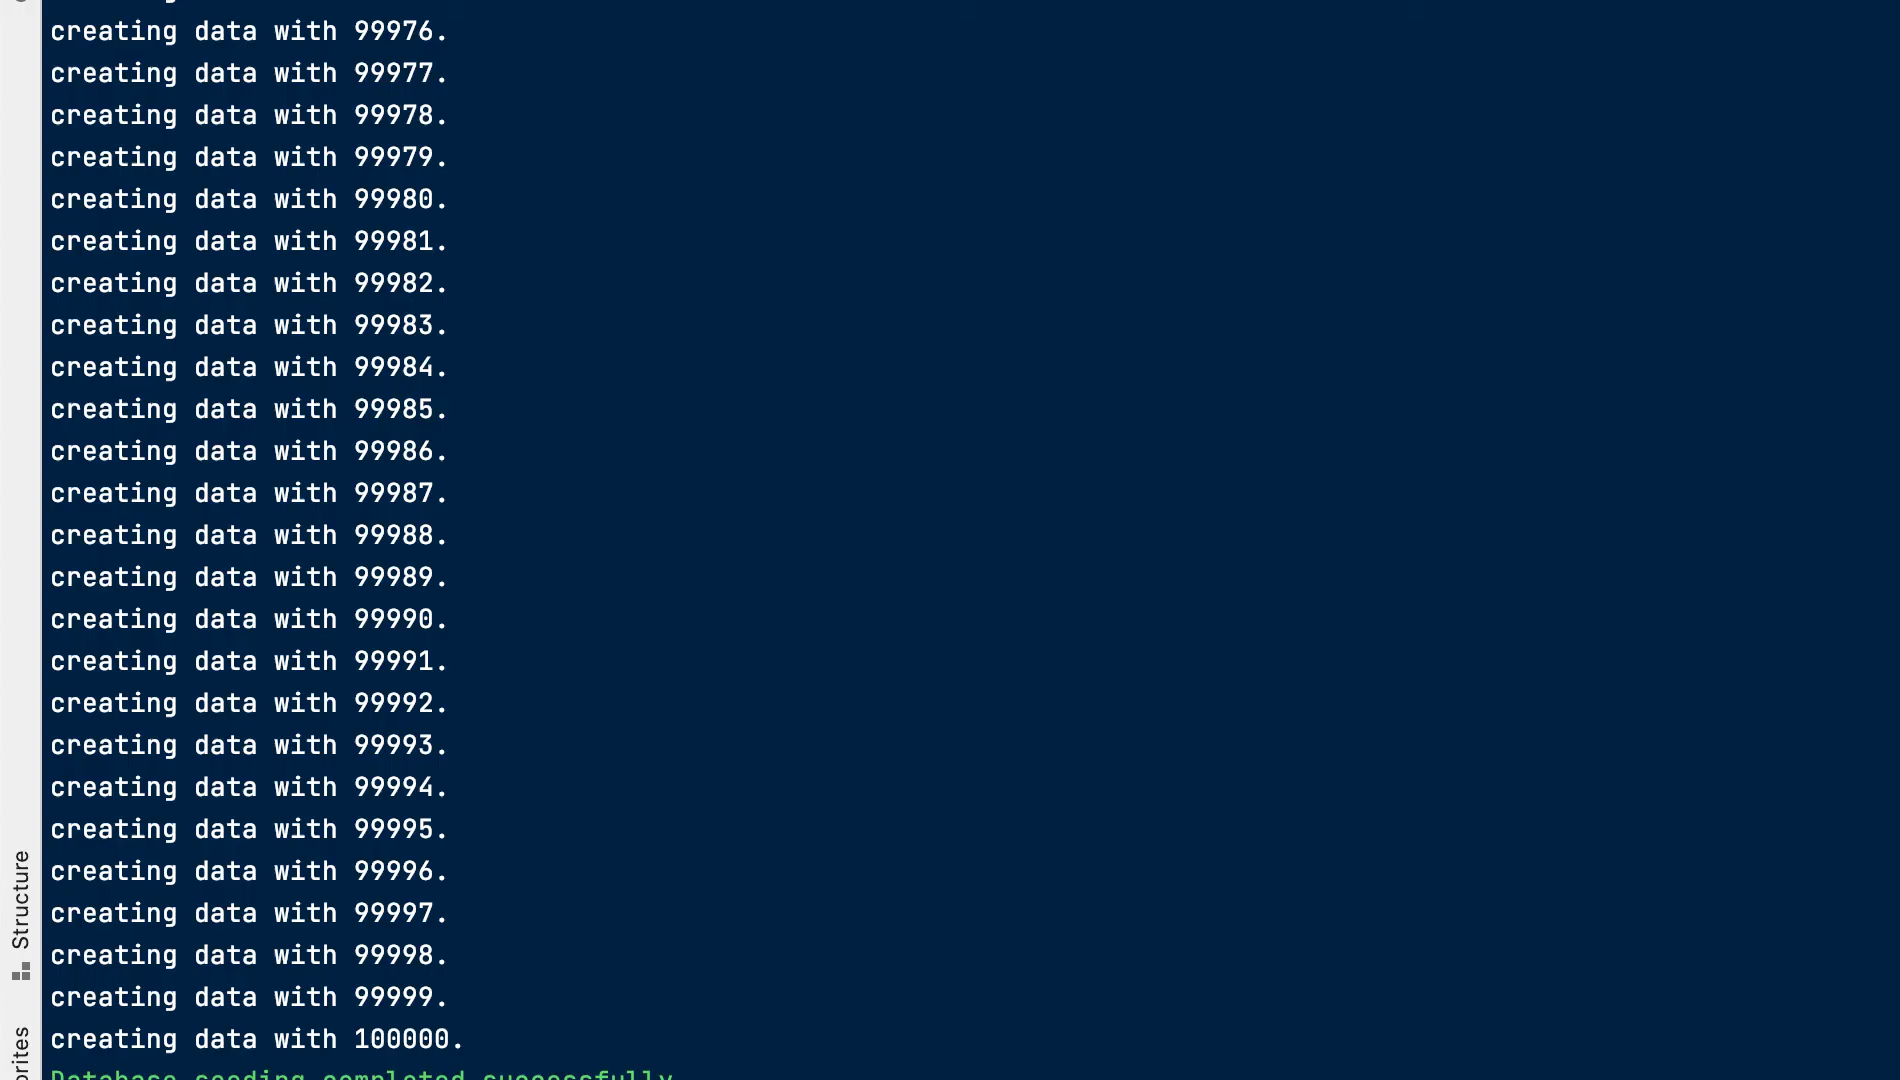 creating data with 99976.
creating data with 99977.
creating data with 99978.
creating data with 99979.
creating data with 99980.
creating data with 99981.
creating data with 99982.
creating data with 99983.
creating data with 99984.
creating data with 99985.
creating data with 99986.
creating data with 99987.
creating data with 99988.
creating data with 99989.
creating data with 99990.
creating data with 99991.
creating data with 99992.
creating data with 99993.
creating data with 99994.
creating data with 99995.
creating data with 99996.
creating data with 99997.
creating data with 99998.
creating data with 99999.
creating data with 100000.
Database seeding completed successfully
Structure
orites